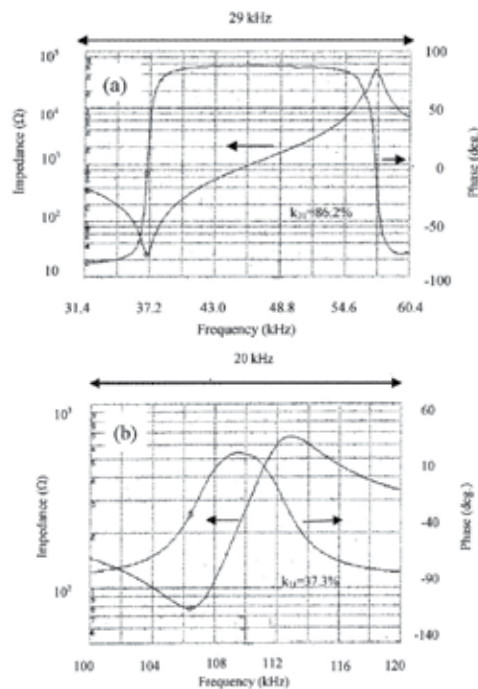 29 kHz
(a)
10⁵
10⁴
10³
10²
10
Impedance (Ω)
100
50
0
-50
-100
Phase (deg.)
=86.2%
31.4 37.2 43.0 48.8 54.6 60.4
Frequency (kHz)
20 kHz
(b)
10³
10²
Impedance (Ω)
60
10
-40
-90
-140
Phase (deg.)
=37.3%
100 104 108 112 116 120
Frequency (kHz)